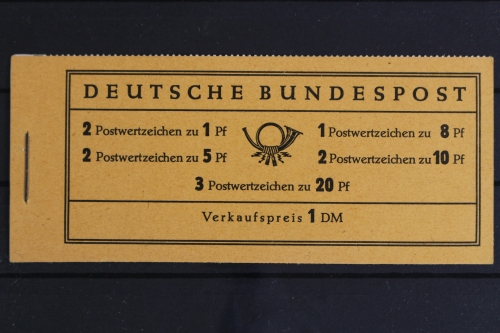 DEUTSCHE BUNDESPOST
2 Postwertzeichen zu 1 Pf
1 Postwertzeichen zu 8 Pf
2 Postwertzeichen zu 5 Pf
2 Postwertzeichen zu 10 Pf
3 Postwertzeichen zu 20 Pf
Verkaufspreis 1 DM